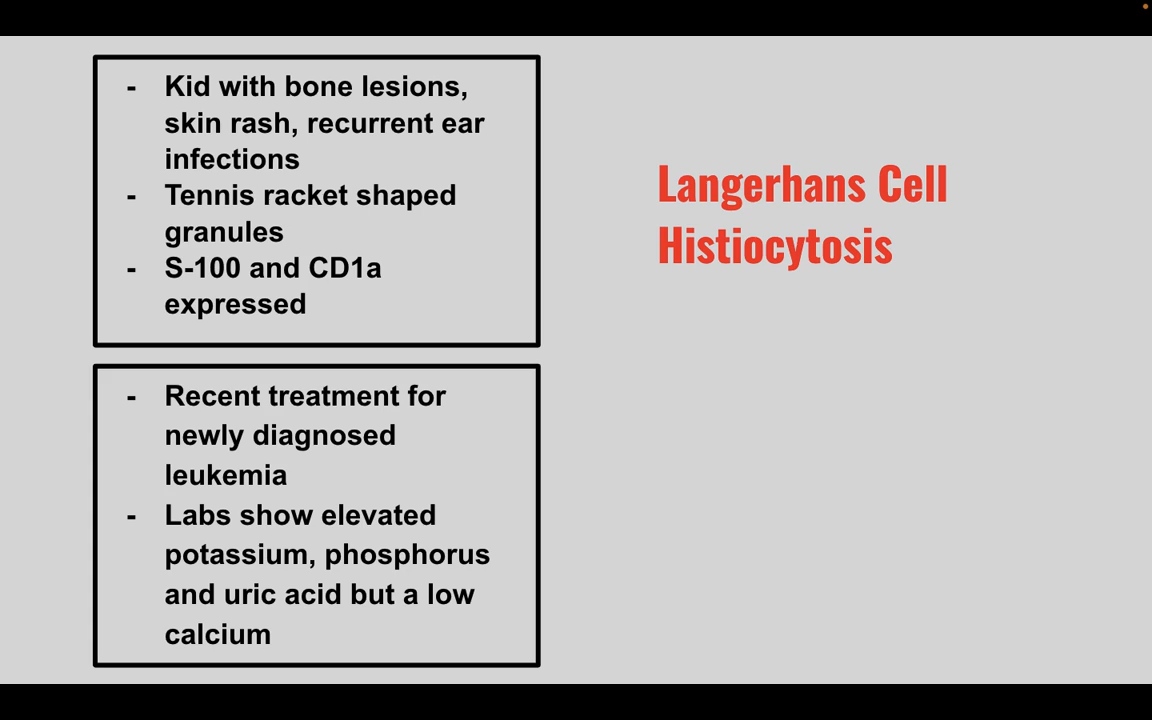 - Kid with bone lesions,
skin rash, recurrent ear
infections
- Tennis racket shaped
granules
- S-100 and CD1a
expressed
Langerhans Cell
Histiocytosis
- Recent treatment for
newly diagnosed
leukemia
- Labs show elevated
potassium, phosphorus
and uric acid but a low
calcium